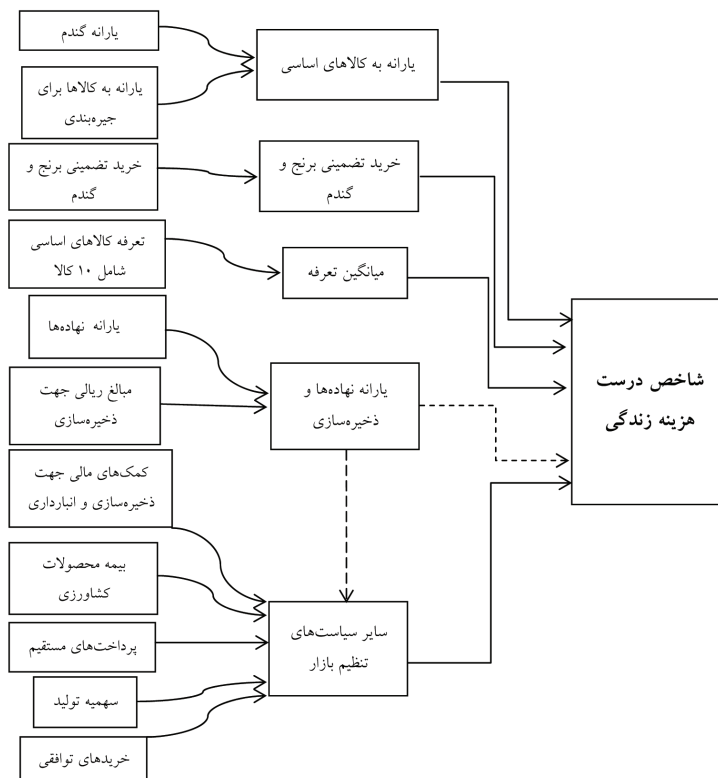 یارانه گندم
یارانه به کالاها برای
جیره‌بندی
خرید تضمینی برنج و
گندم
تعرفه کالاهای اساسی
شامل ۱۰ کالا
یارانه نهاده‌ها
مبالغ ریالی جهت
ذخیره‌سازی
کمک‌های مالی جهت
ذخیره‌سازی و انبارداری
بیمه محصولات
کشاورزی
پرداخت‌های مستقیم
سهمیه تولید
خریدهای توافقی
یارانه به کالاهای اساسی
خرید تضمینی برنج و
گندم
میانگین تعرفه
یارانه نهاده‌ها و
ذخیره‌سازی
سایر سیاست‌های
تنظیم بازار
شاخص درست
هزینه زندگی